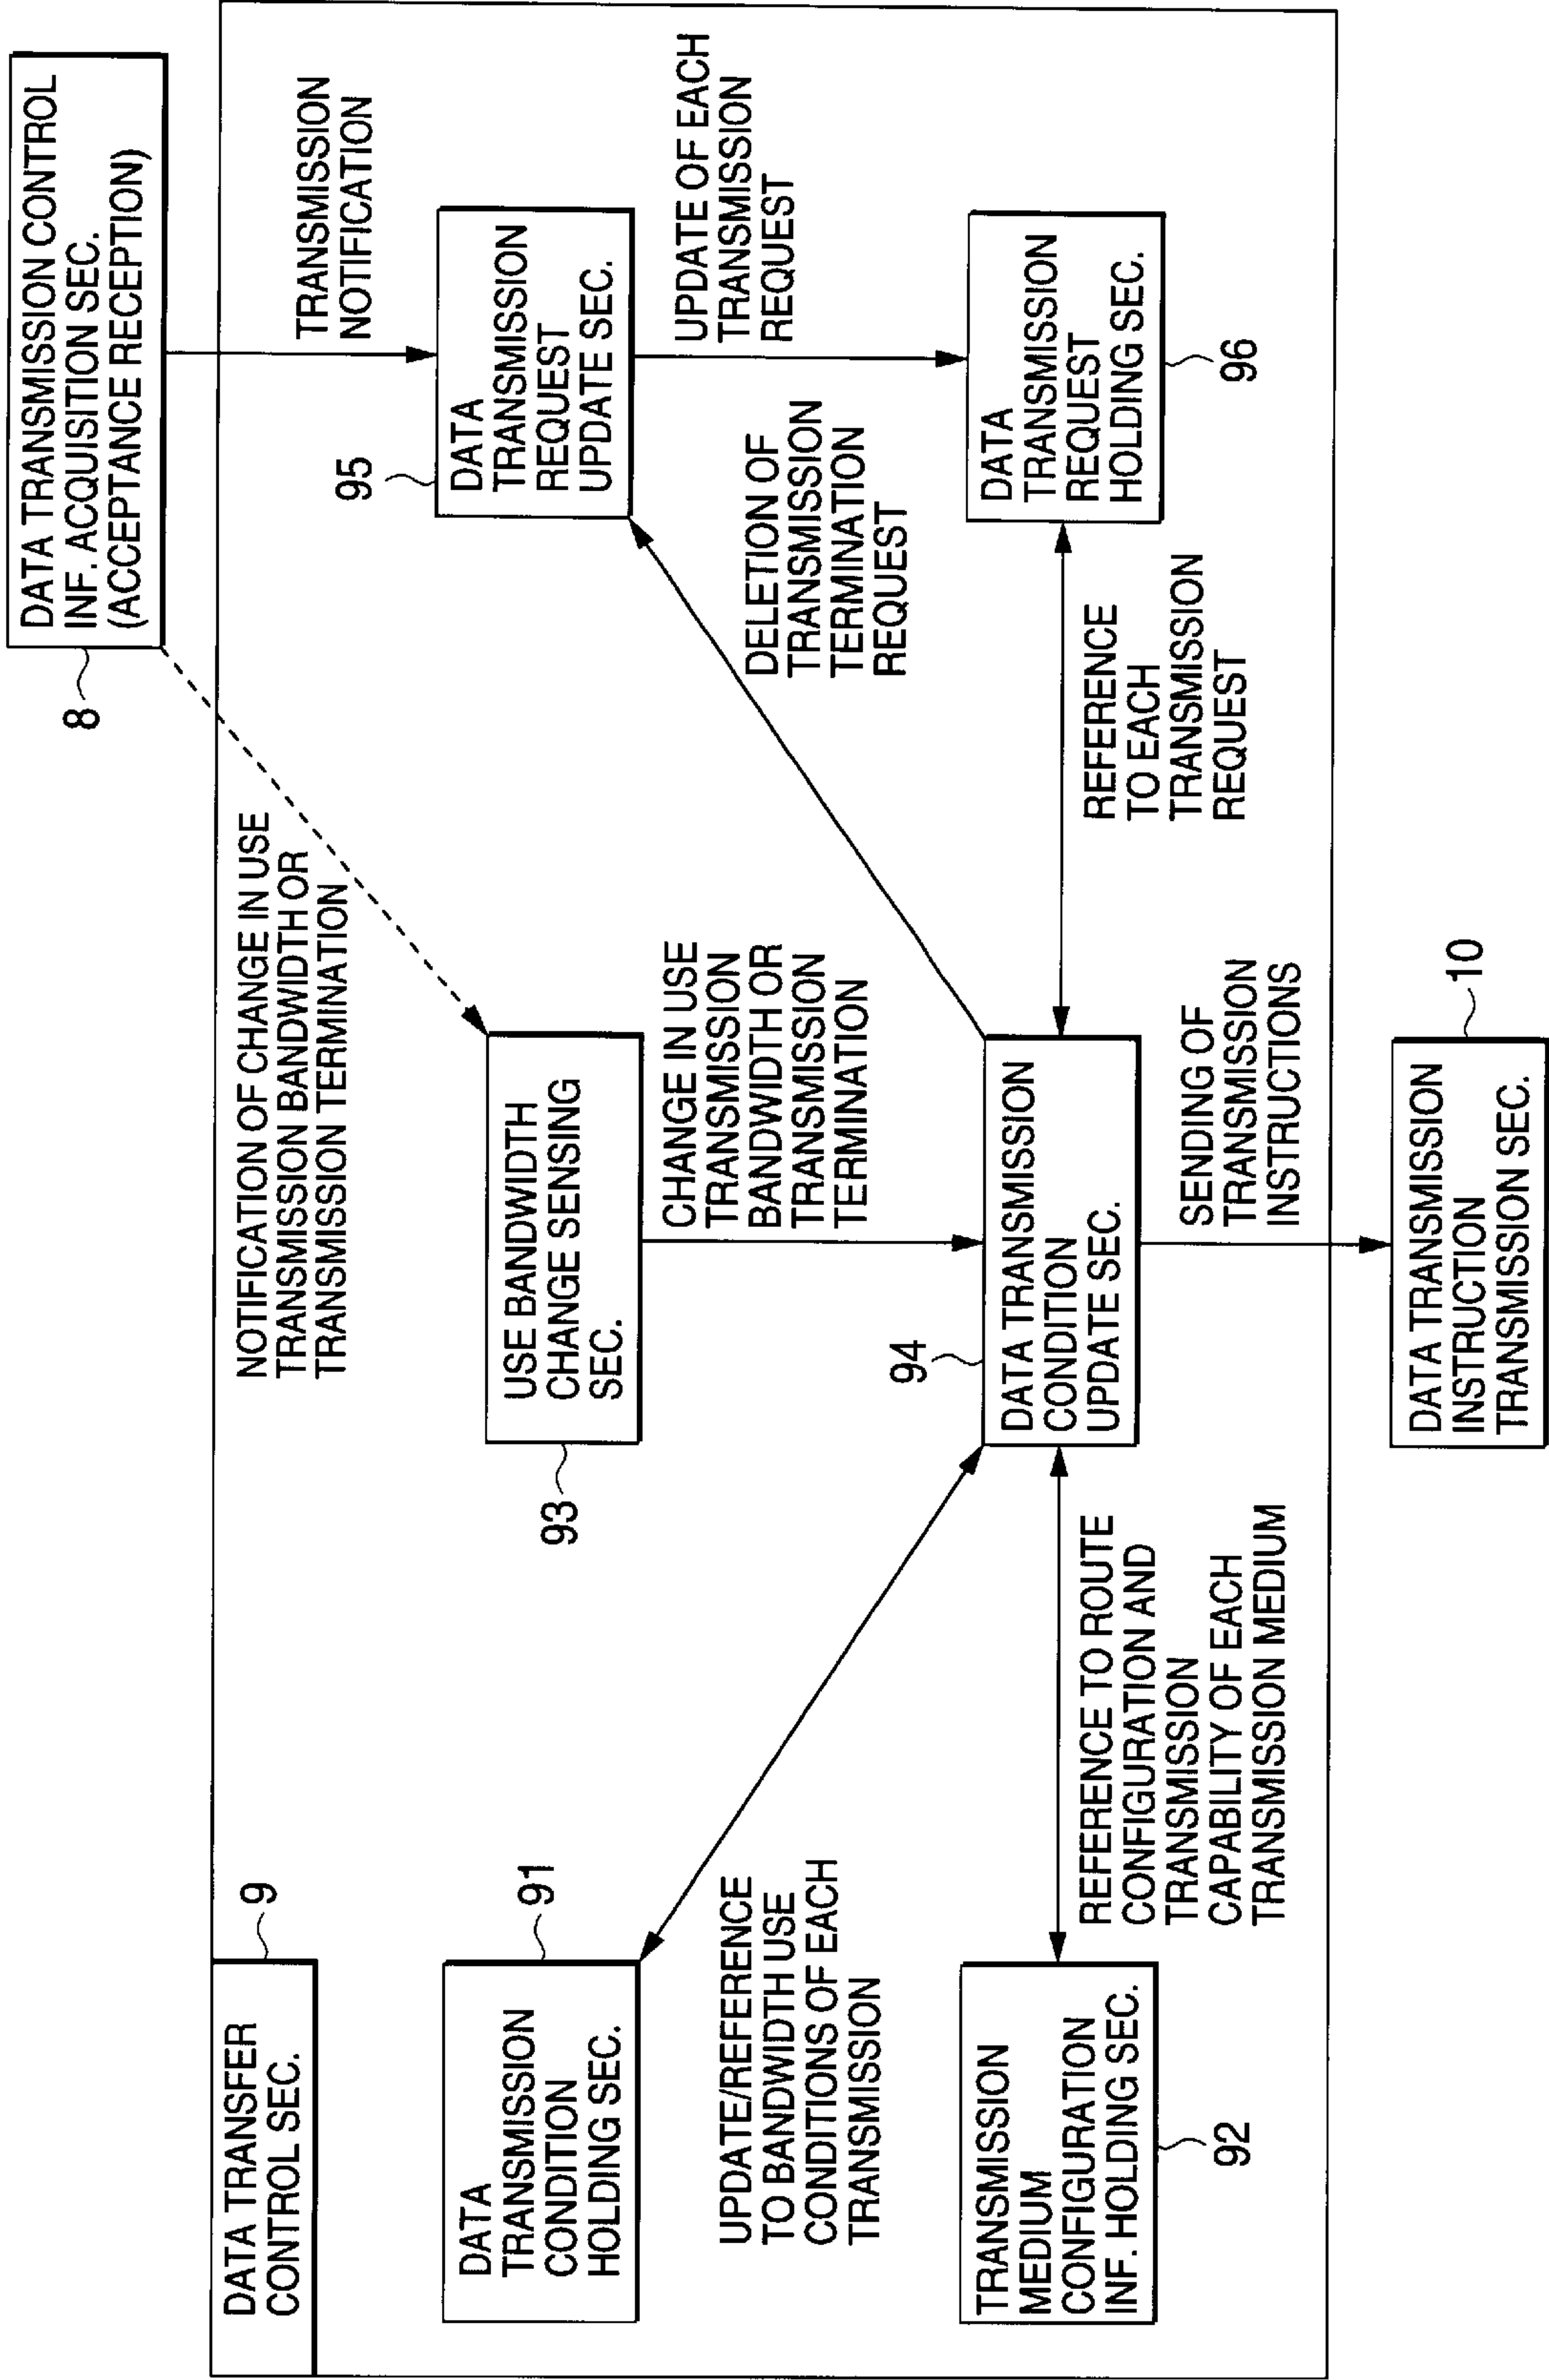 DATA TRANSFER
CONTROL SEC.
9
DATA TRANSMISSION CONTROL
INF. ACQUISITION SEC.
(ACCEPTANCE RECEPTION)
8
NOTIFICATION OF CHANGE IN USE
TRANSMISSION BANDWIDTH OR
TRANSMISSION TERMINATION
TRANSMISSION
NOTIFICATION
91
DATA
TRANSMISSION
CONDITION
HOLDING SEC.
93
USE BANDWIDTH
CHANGE SENSING
SEC.
95
DATA
TRANSMISSION
REQUEST
UPDATE SEC.
UPDATE/REFERENCE
TO BANDWIDTH USE
CONDITIONS OF EACH
TRANSMISSION
CHANGE IN USE
TRANSMISSION
BANDWIDTH OR
TRANSMISSION
TERMINATION
DELETION OF
TRANSMISSION
TERMINATION
REQUEST
UPDATE OF EACH
TRANSMISSION
REQUEST
TRANSMISSION
MEDIUM
CONFIGURATION
INF. HOLDING SEC.
92
94
DATA TRANSMISSION
CONDITION
UPDATE SEC.
DATA
TRANSMISSION
REQUEST
HOLDING SEC.
96
REFERENCE TO ROUTE
CONFIGURATION AND
TRANSMISSION
CAPABILITY OF EACH
TRANSMISSION MEDIUM
SENDING OF
TRANSMISSION
INSTRUCTIONS
REFERENCE
TO EACH
TRANSMISSION
REQUEST
DATA TRANSMISSION
INSTRUCTION
TRANSMISSION SEC.
10